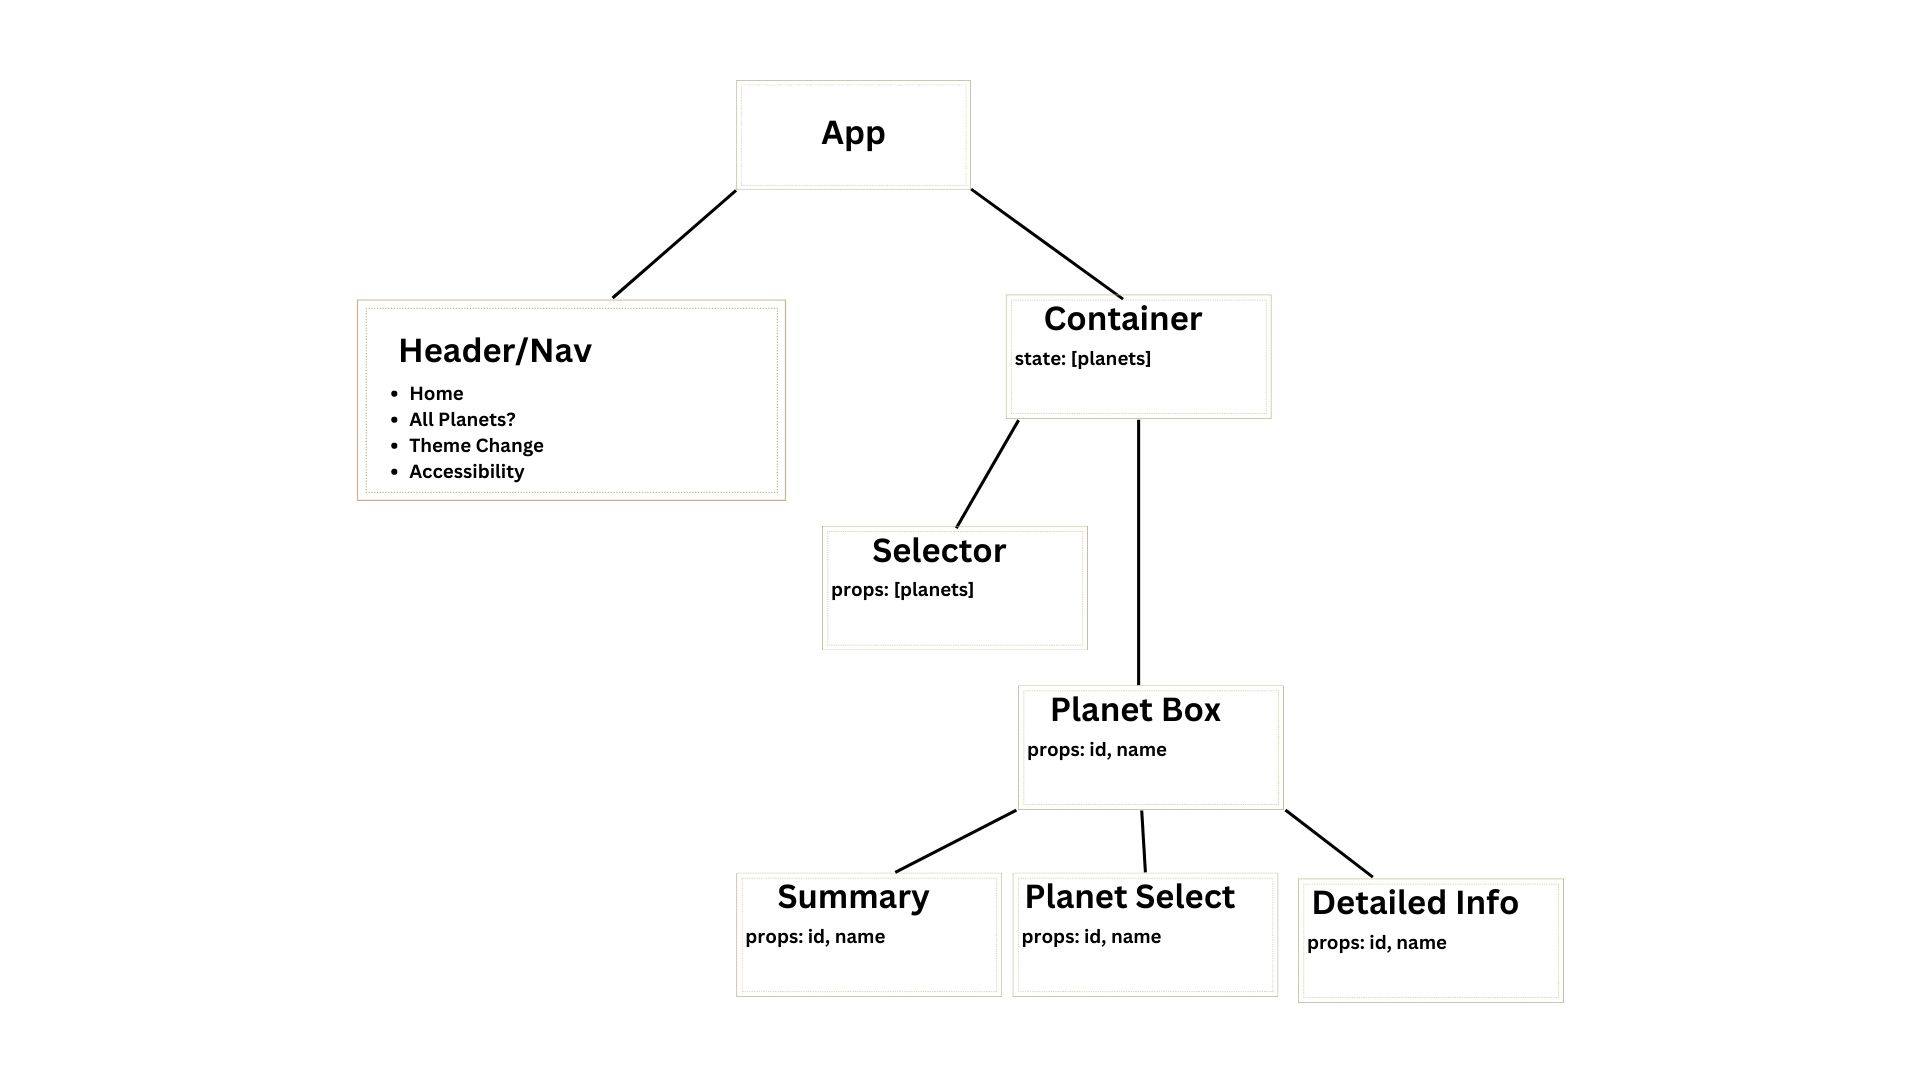 App
Header/Nav
• Home
• All Planets?
• Theme Change
• Accessibility
Container
state: [planets]
Selector
props: [planets]
Planet Box
props: id, name
Summary
props: id, name
Planet Select
props: id, name
Detailed Info
props: id, name